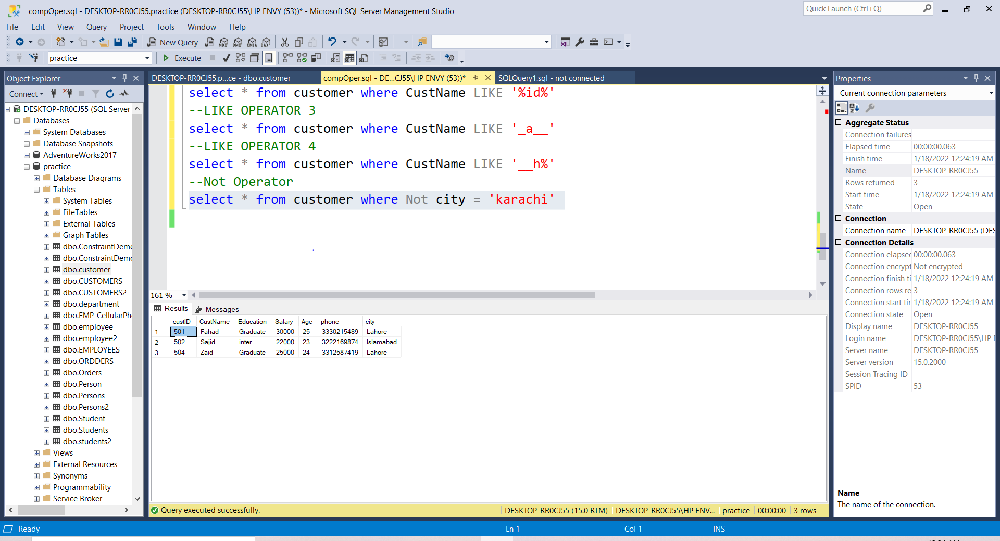 compOper.sql - DESKTOP-RR0CJ55.practice (DESKTOP-RR0CJ55\HP ENVY (53))* - Microsoft SQL Server Management Studio
Quick Launch (Ctrl+Q)
File Edit View Query Project Tools Window Help
New Query MDX DMX XMLA DAX
practice Execute
Object Explorer
Connect
DESKTOP-RR0CJ55 (SQL Server
Databases
System Databases
Database Snapshots
AdventureWorks2017
practice
Database Diagrams
Tables
System Tables
FileTables
External Tables
Graph Tables
dbo.ConstraintDemo
dbo.ConstraintDemo
dbo.customer
dbo.CUSTOMERS
dbo.CUSTOMERS2
dbo.department
dbo.EMP_CellularPh
dbo.employee
dbo.employee2
dbo.EMPLOYEES
dbo.ORDDERS
dbo.Orders
dbo.Person
dbo.Persons
dbo.Persons2
dbo.Student
dbo.Students
dbo.students2
Views
External Resources
Synonyms
Programmability
Service Broker
DESKTOP-RR0CJ55.p...ce - dbo.customer
compOper.sql - DE...CJ55\HP ENVY (53))*
SQLQuery1.sql - not connected
select * from customer where CustName LIKE '%id%'
--LIKE OPERATOR 3
select * from customer where CustName LIKE '_a__'
--LIKE OPERATOR 4
select * from customer where CustName LIKE '__h%'
--Not Operator
select * from customer where Not city = 'karachi'
161 %
Results Messages
custID CustName Education Salary Age phone city
1 501 Fahad Graduate 30000 25 3330215489 Lahore
2 502 Sajid inter 22000 23 3222169874 Islamabad
3 504 Zaid Graduate 25000 24 3312587419 Lahore
Query executed successfully.
DESKTOP-RR0CJ55 (15.0 RTM) DESKTOP-RR0CJ55\HP ENV... practice 00:00:00 3 rows
Properties
Current connection parameters
Aggregate Status
Connection failures
Elapsed time 00:00:00.063
Finish time 1/18/2022 12:24:19 AM
Name DESKTOP-RR0CJ55
Rows returned 3
Start time 1/18/2022 12:24:19 AM
State Open
Connection
Connection name DESKTOP-RR0CJ55 (DES
Connection Details
Connection elapsed 00:00:00.063
Connection encrypt Not encrypted
Connection finish ti 1/18/2022 12:24:19 AM
Connection rows re 3
Connection start tir 1/18/2022 12:24:19 AM
Connection state Open
Display name DESKTOP-RR0CJ55
Login name DESKTOP-RR0CJ55\HP
Server name DESKTOP-RR0CJ55
Server version 15.0.2000
Session Tracing ID
SPID 53
Name
The name of the connection.
Ready Ln 1 Col 1 INS